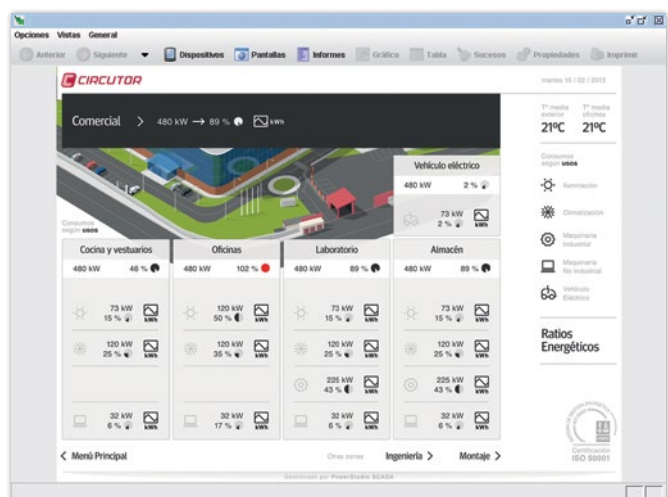 Opciones Vistas General
Anterior Siguiente Dispositivos Pantallas Informes Gráfico Tabla Sucesos Propiedades Imprimir
CIRCUTOR
martes 15 / 02 / 2013
Comercial > 480 kW → 89 % kWh
Tª media exterior
21ºC
Tª media oficinas
21ºC
Consumos según usos
Iluminación
Climatización
Maquinaria Industrial
Maquinaria No Industrial
Vehículo Eléctrico
Ratios Energéticos
Vehículo eléctrico
480 kW 2 %
73 kW
2 % kWh
Consumos según usos
Cocina y vestuarios
480 kW 46 %
73 kW
15 % kWh
120 kW
25 % kWh
32 kW
6 % kWh
Oficinas
480 kW 102 %
120 kW
50 % kWh
120 kW
35 % kWh
32 kW
17 % kWh
Laboratorio
480 kW 89 %
73 kW
15 % kWh
120 kW
25 % kWh
225 kW
43 % kWh
32 kW
6 % kWh
Almacén
480 kW 89 %
73 kW
15 % kWh
120 kW
25 % kWh
225 kW
43 % kWh
32 kW
6 % kWh
< Menú Principal
Otras zonas
Ingeniería >
Montaje >
Certificación
ISO 50001
Gestionado por PowerStudio SCADA